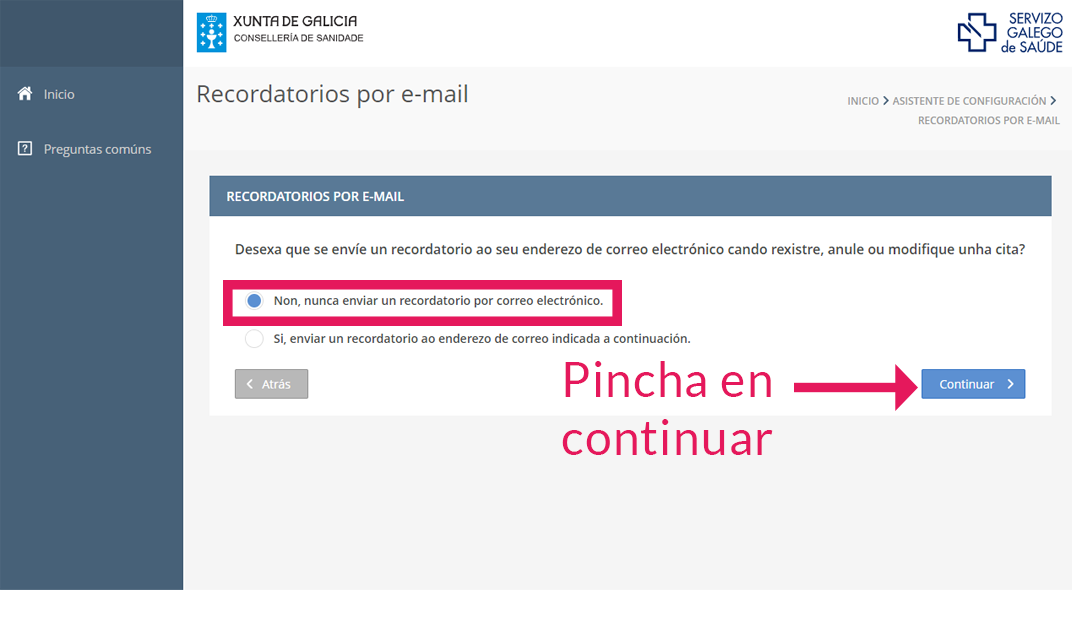 XUNTA DE GALICIA
CONSELLERÍA DE SANIDADE
SERVIZO
GALEGO
de SAÚDE
Inicio
Preguntas comúns
Recordatorios por e-mail
INICIO > ASISTENTE DE CONFIGURACIÓN >
RECORDATORIOS POR E-MAIL
RECORDATORIOS POR E-MAIL
Desexa que se envíe un recordatorio ao seu enderezo de correo electrónico cando rexistre, anule ou modifique unha cita?
Non, nunca enviar un recordatorio por correo electrónico.
Si, enviar un recordatorio ao enderezo de correo indicada a continuación.
Atrás
Pincha en
continuar
Continuar